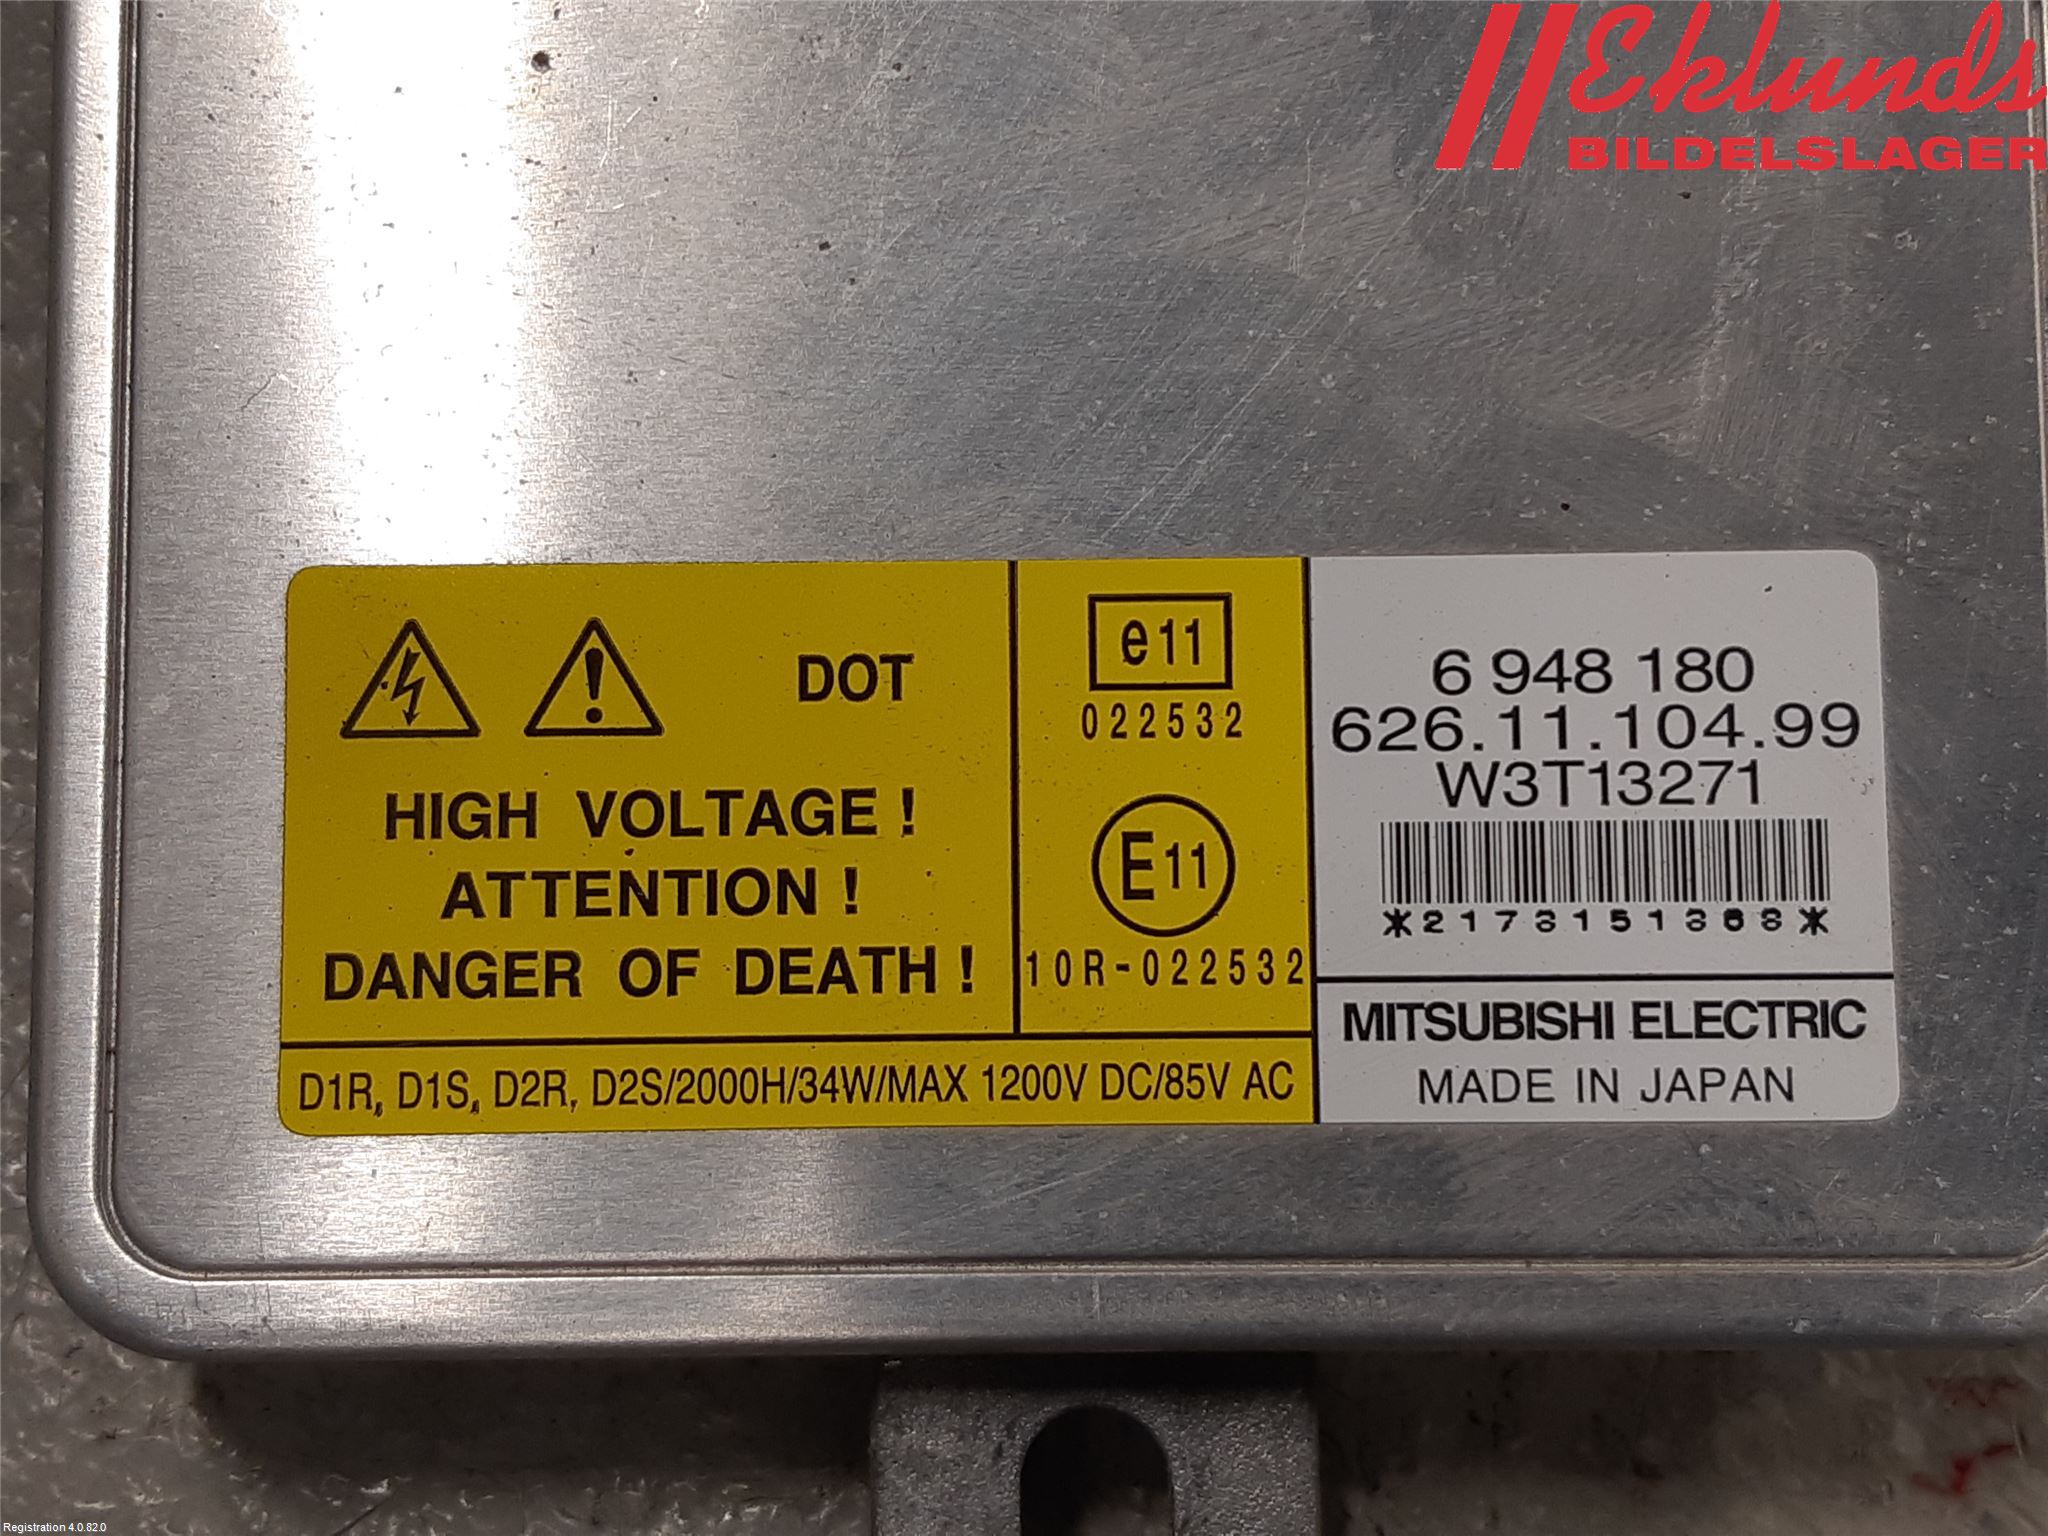 Eklunds
BILDELSLAGER
DOT
HIGH VOLTAGE !
ATTENTION !
DANGER OF DEATH !
e11
022532
E11
10R-022532
D1R, D1S, D2R, D2S/2000H/34W/MAX 1200V DC/85V AC
6 948 180
626.11.104.99
W3T13271
*2173151368*
MITSUBISHI ELECTRIC
MADE IN JAPAN
Registration 4.0.82.0